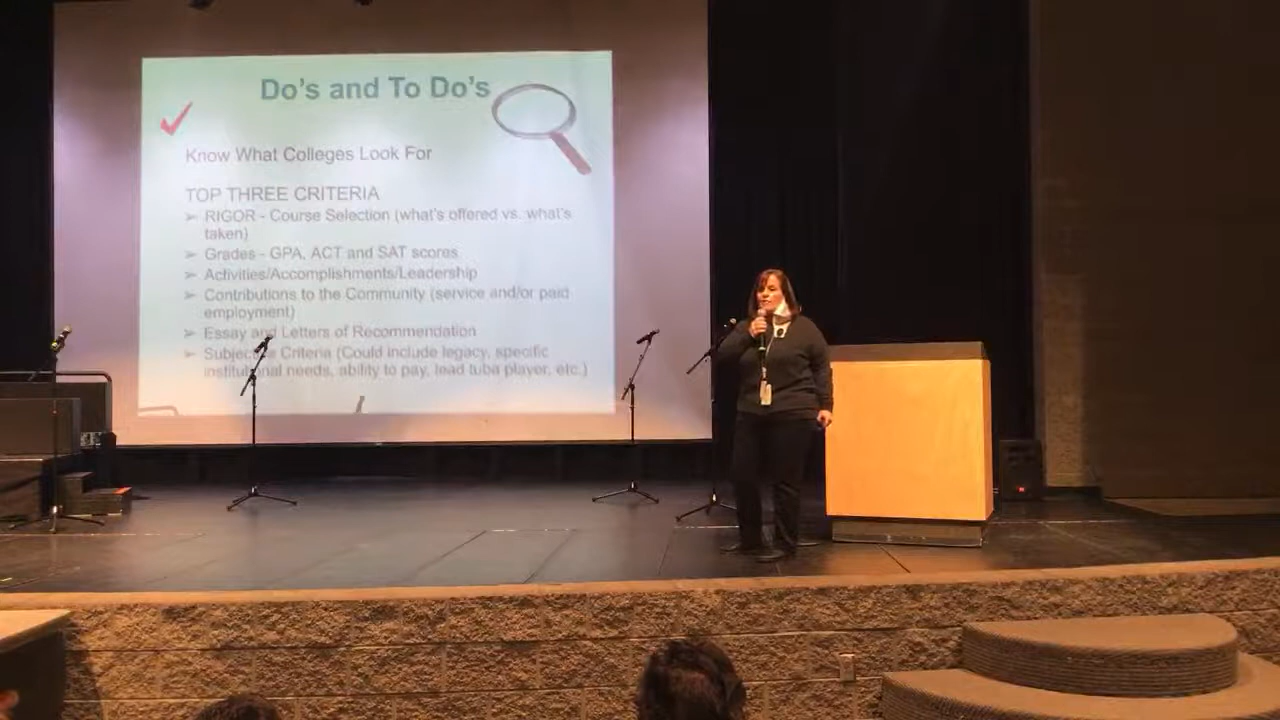 Do's and To Do's
Know What Colleges Look For
TOP THREE CRITERIA
➢ RIGOR - Course Selection (what's offered vs. what's
taken)
➢ Grades - GPA, ACT and SAT scores
➢ Activities/Accomplishments/Leadership
➢ Contributions to the Community (service and/or paid
employment)
➢ Essay and Letters of Recommendation
➢ Subjective Criteria (Could include legacy, specific
institutional needs, ability to pay, lead tuba player, etc.)